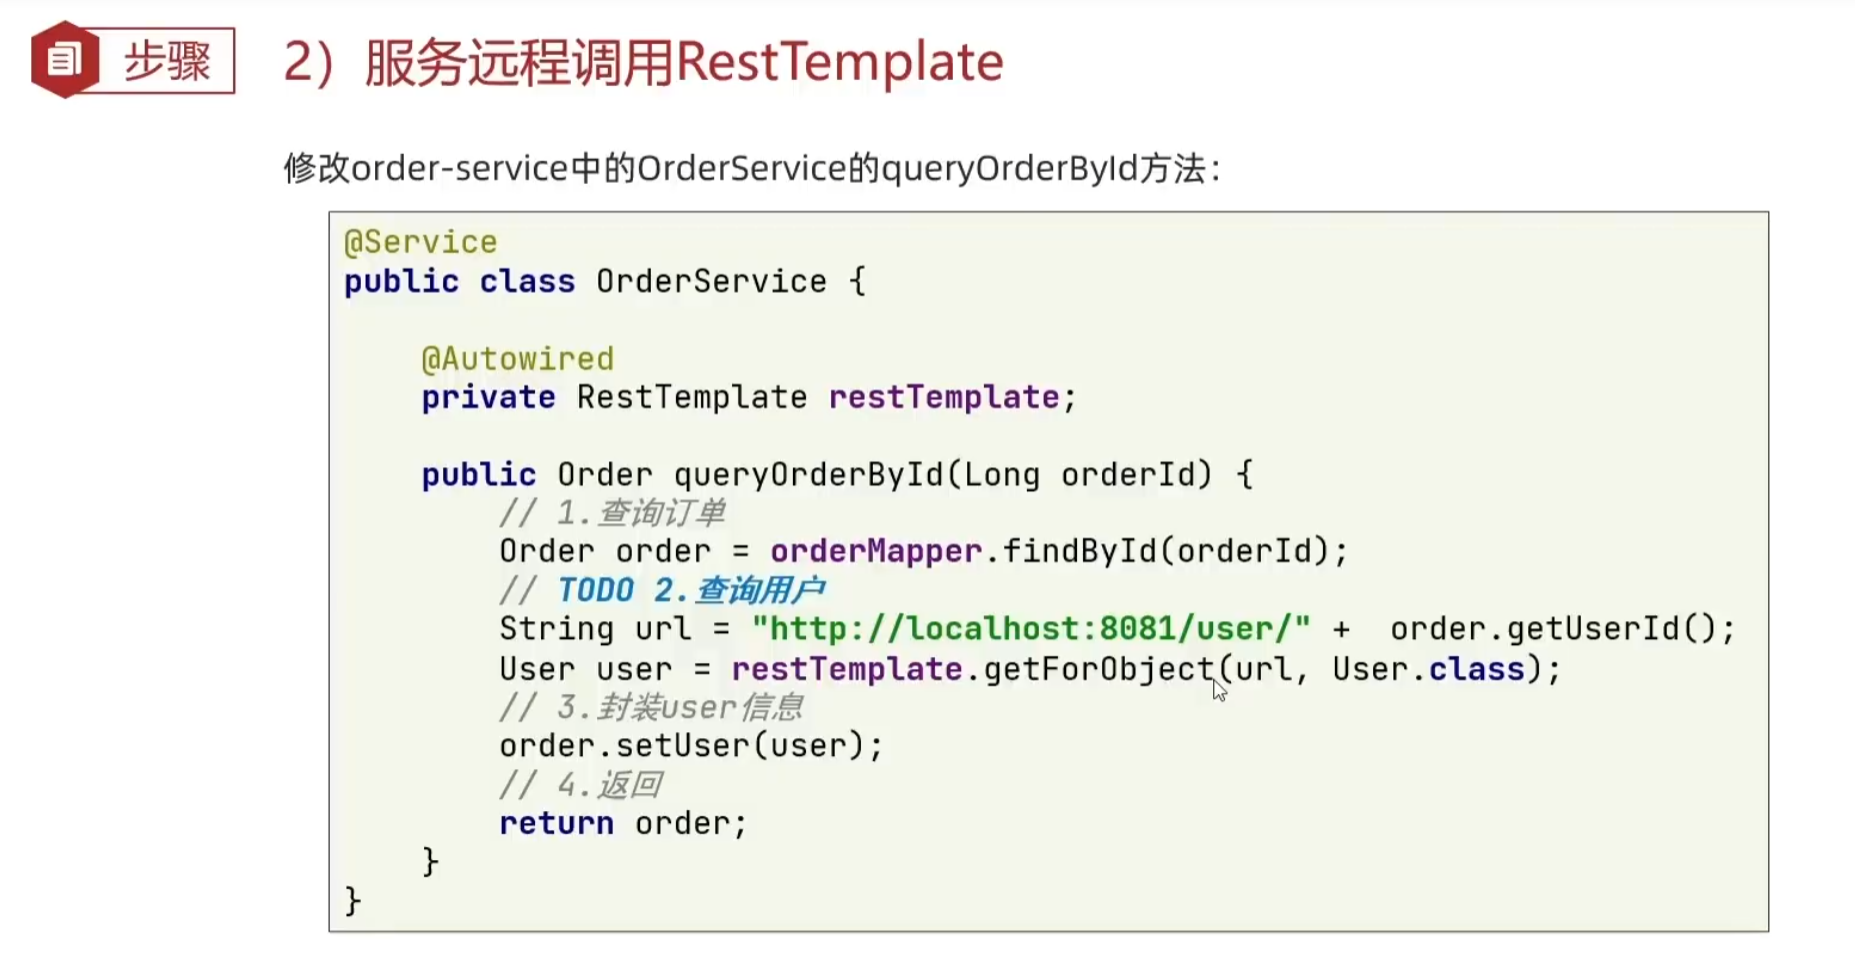 步骤
2）服务远程调用RestTemplate
修改order-service中的OrderService的queryOrderById方法：
@Service
public class OrderService {
@Autowired
private RestTemplate restTemplate;
public Order queryOrderById(Long orderId) {
// 1.查询订单
Order order = orderMapper.findById(orderId);
// TODO 2.查询用户
String url = "http://localhost:8081/user/" +  order.getUserId();
User user = restTemplate.getForObject(url, User.class);
// 3.封装user信息
order.setUser(user);
// 4.返回
return order;
}
}